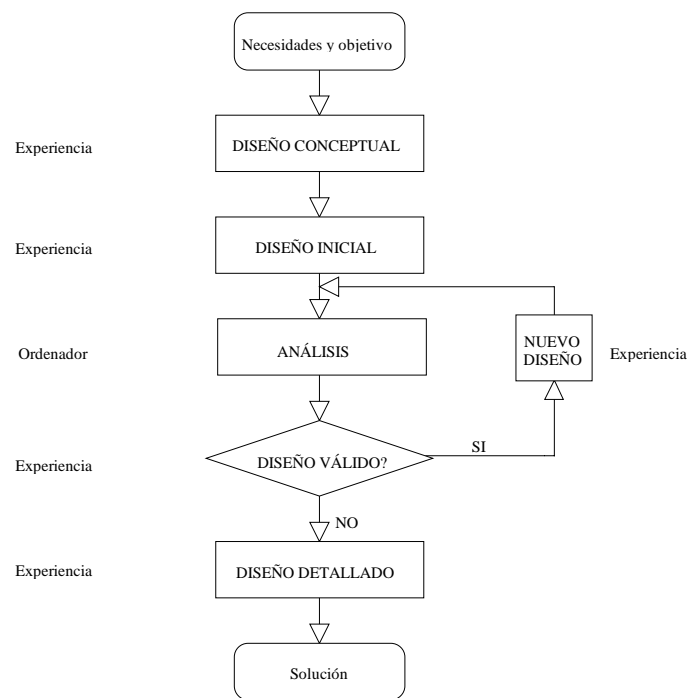 Necesidades y objetivo
Experiencia
DISEÑO CONCEPTUAL
Experiencia
DISEÑO INICIAL
Ordenador
ANÁLISIS
NUEVO
DISEÑO
Experiencia
Experiencia
DISEÑO VÁLIDO?
SI
NO
Experiencia
DISEÑO DETALLADO
Solución